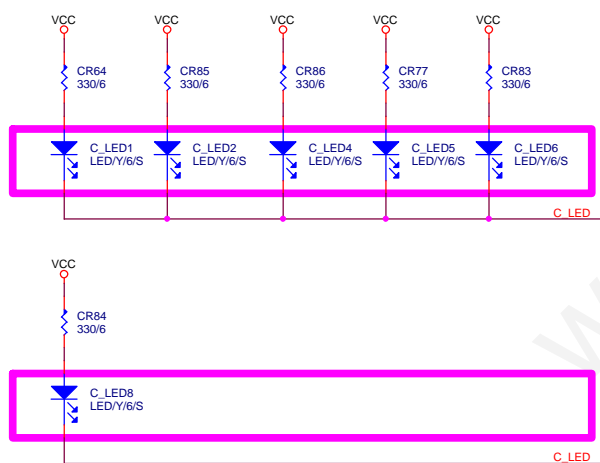 VCC VCC VCC VCC VCC
CR64 CR85 CR86 CR77 CR83
330/6 330/6 330/6 330/6 330/6
C_LED1 C_LED2 C_LED4 C_LED5 C_LED6
LED/Y/6/S LED/Y/6/S LED/Y/6/S LED/Y/6/S LED/Y/6/S
C_LED
VCC
CR84
330/6
C_LED8
LED/Y/6/S
C_LED